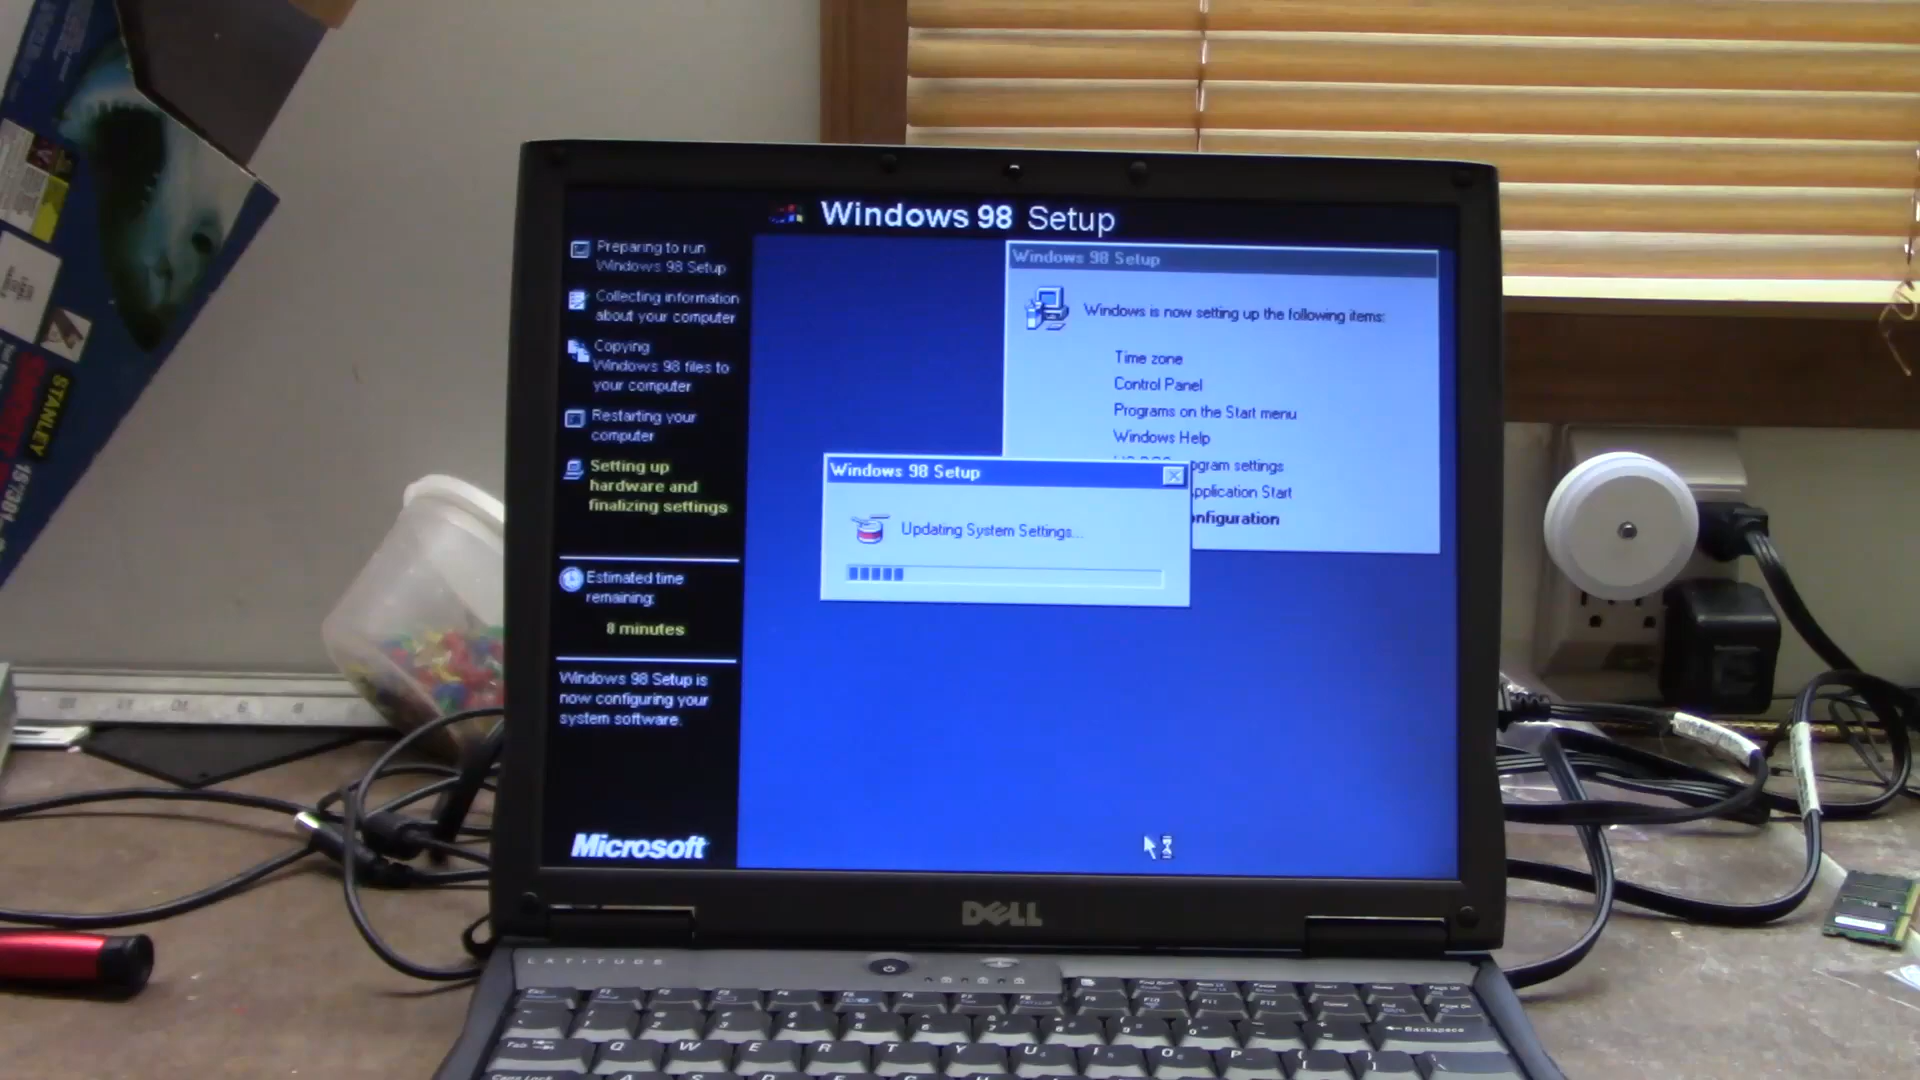 Windows 98 Setup
Preparing to run
Windows 98 Setup
Collecting information
about your computer
Copying
Windows 98 files to
your computer
Restarting your
computer
Setting up
hardware and
finalizing settings
Estimated time
remaining:
8 minutes
Windows 98 Setup is
now configuring your
system software.
Microsoft
Windows 98 Setup
Windows is now setting up the following items:
Time zone
Control Panel
Programs on the Start menu
Windows Help
program settings
Application Start
Windows 98 Setup
Updating System Settings...
DELL
LATITUDE
STANLEY
Backspace
Tab
Q W E R T Y U I O P